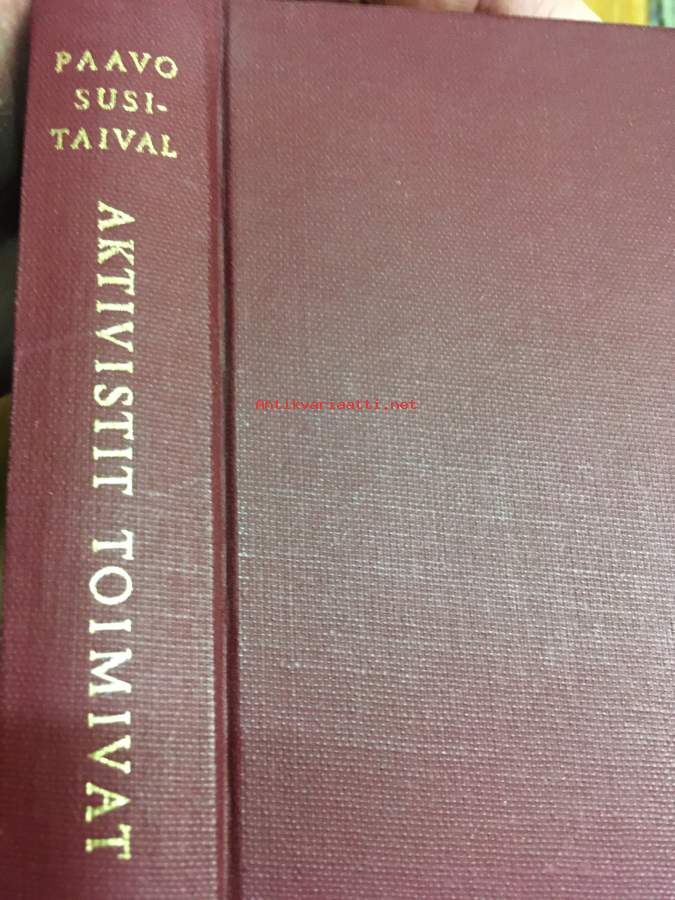 PAAVO
SUSI-
TAIVAL
AKTIVISTIT TOIMIVAT
Antikvariaatti.net